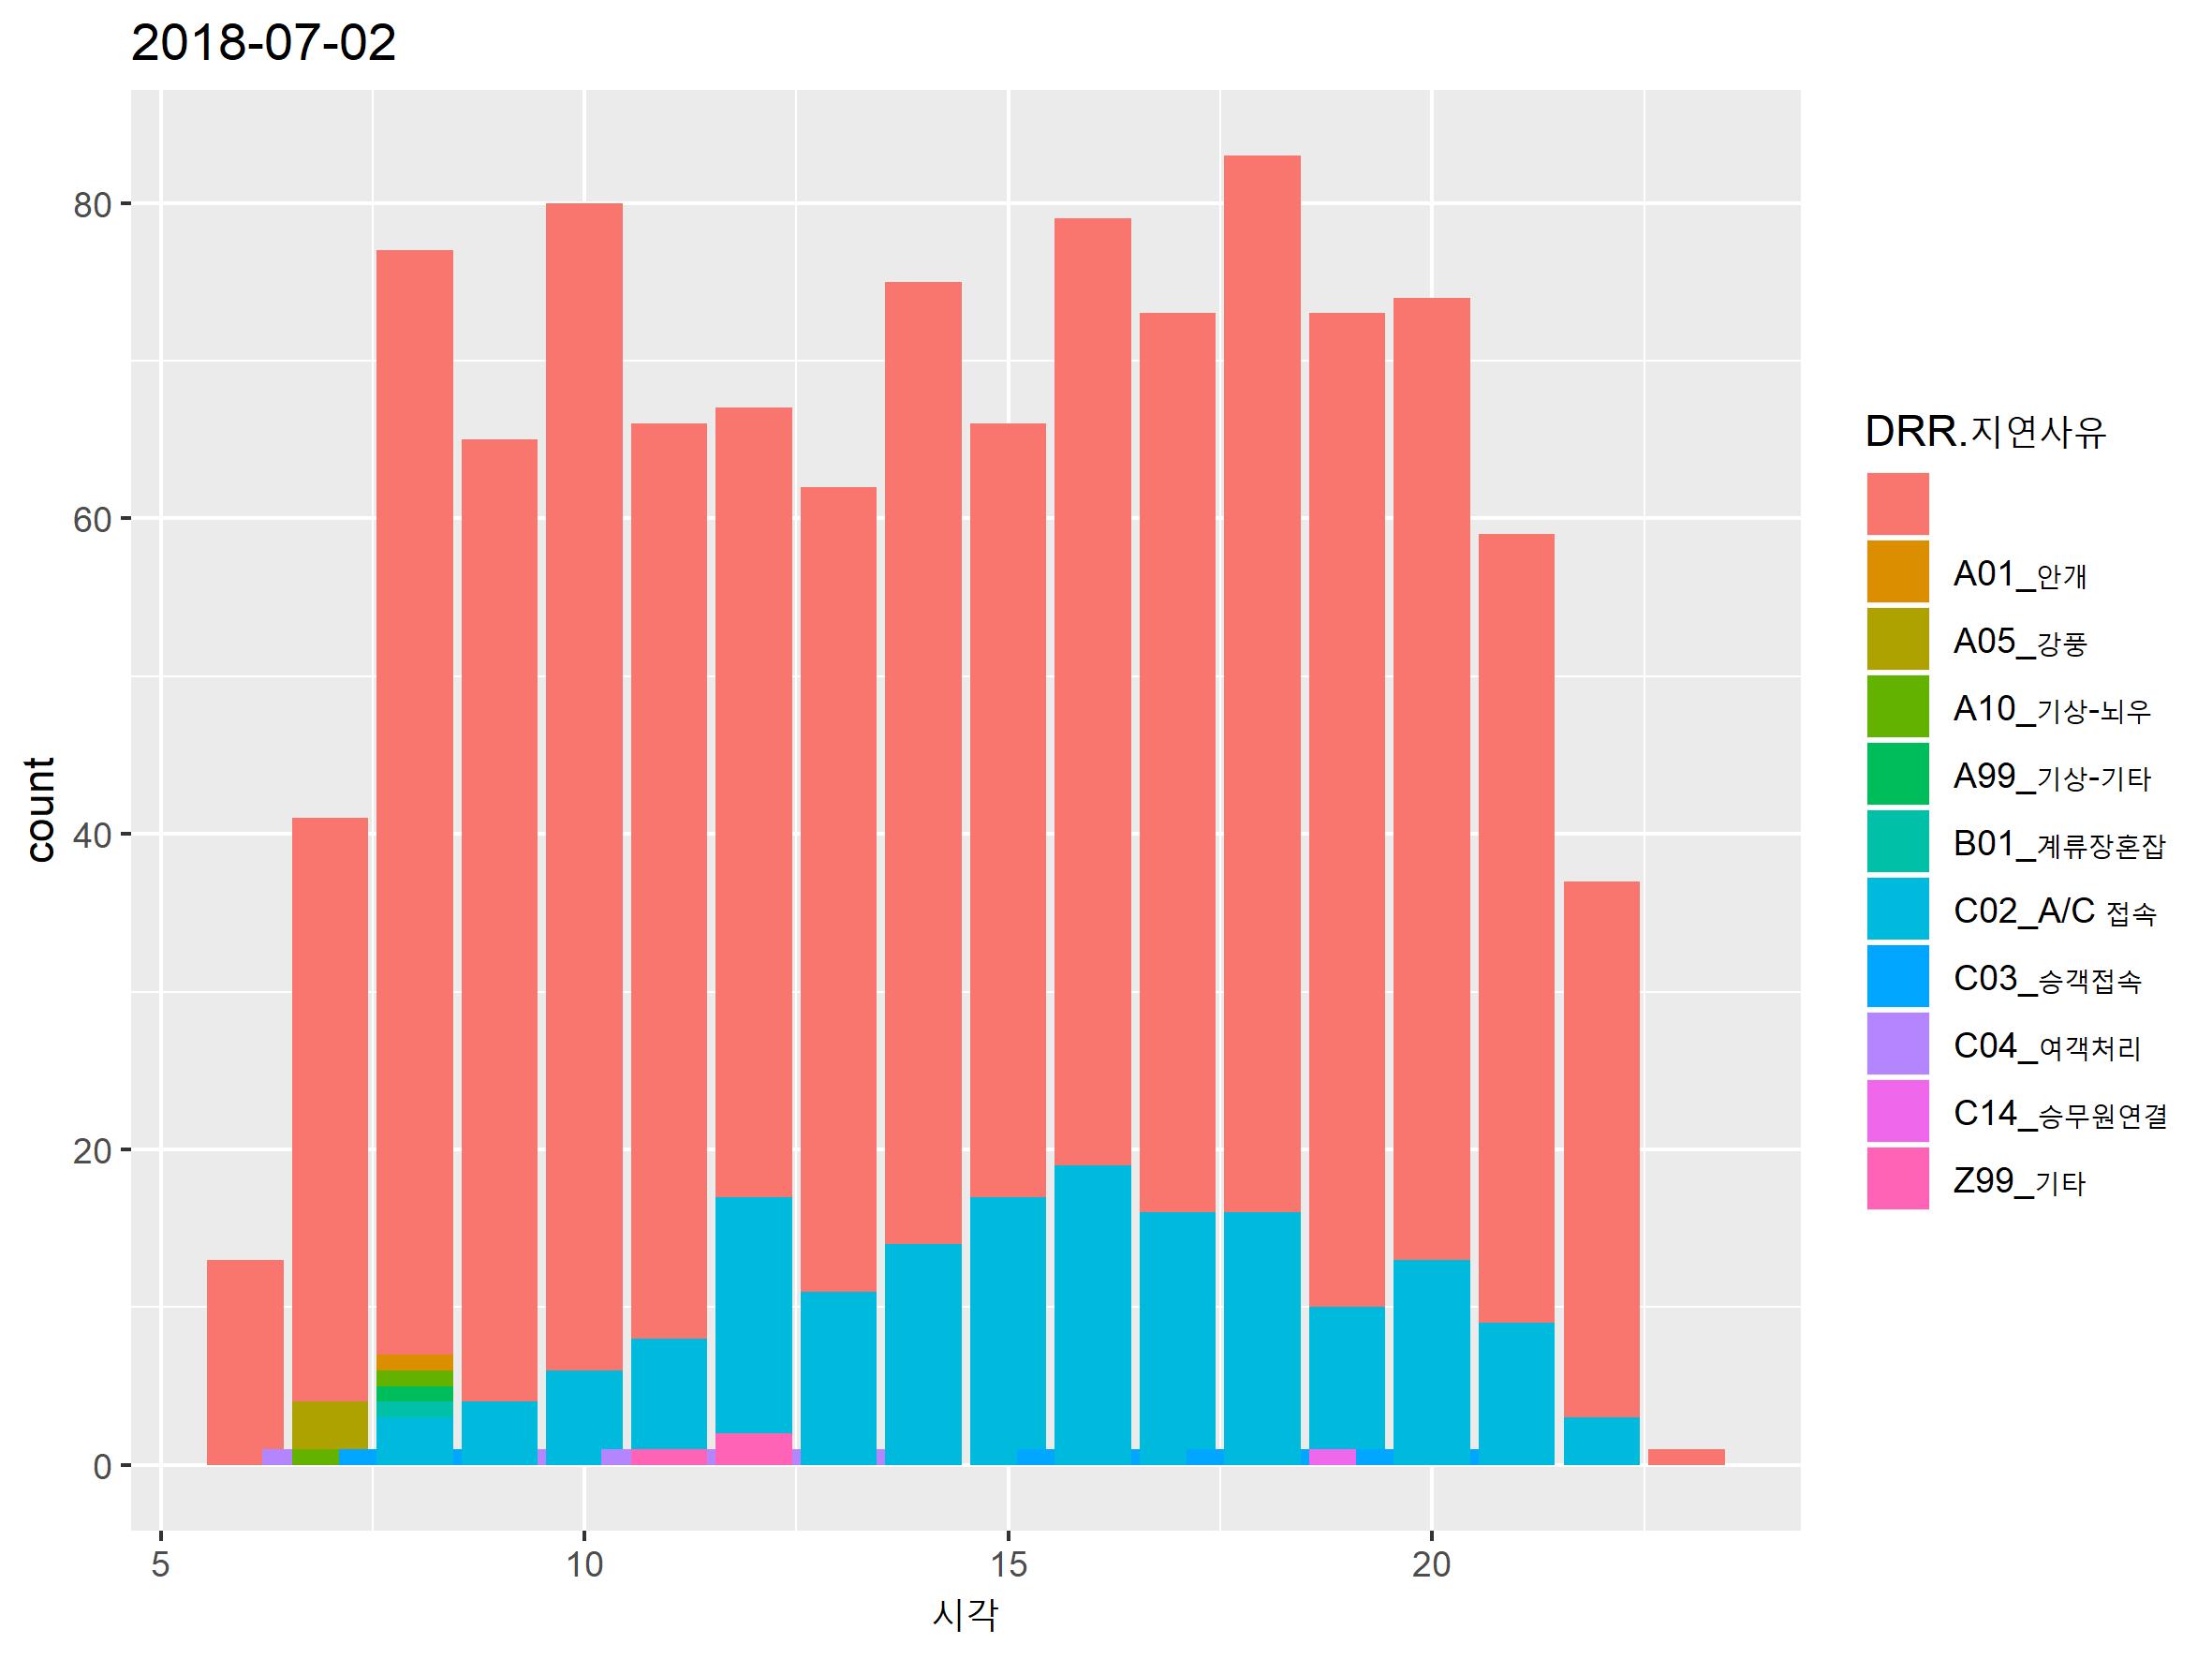 2018-07-02
80
60
40
20
0
count
5 10 15 20
시각
DRR.지연사유
A01_안개
A05_강풍
A10_기상-뇌우
A99_기상-기타
B01_계류장혼잡
C02_A/C 접속
C03_승객접속
C04_여객처리
C14_승무원연결
Z99_기타